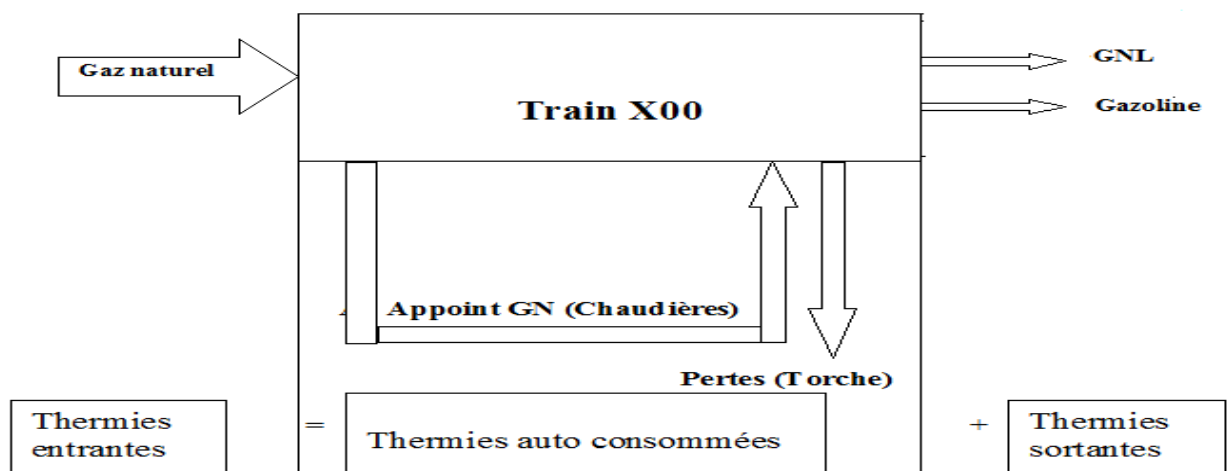 Gaz naturel
GNL
Train X00
Gazoline
Appoint GN (Chaudières)
Pertes (Torche)
Thermies
entrantes
=
Thermies auto consommées
+
Thermies
sortantes